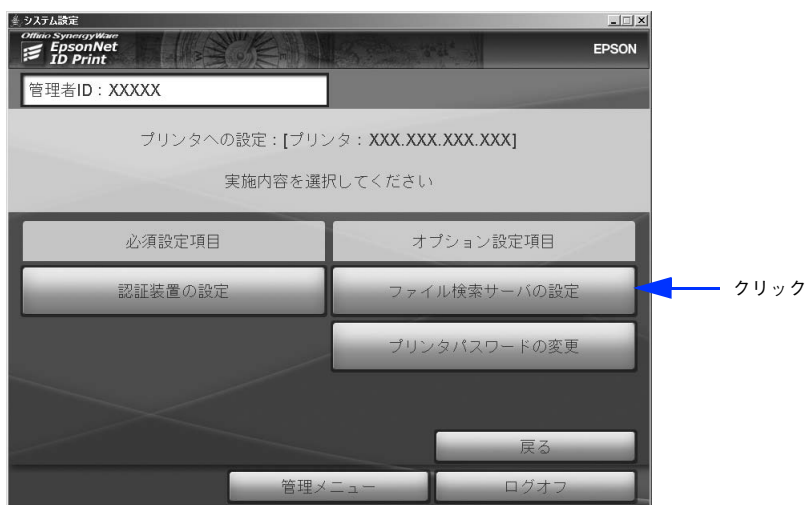 システム設定
Offirio SynergyWare
EpsonNet
ID Print
EPSON
管理者ID：XXXXX
プリンタへの設定：[プリンタ：XXX.XXX.XXX.XXX]
実施内容を選択してください
必須設定項目
オプション設定項目
認証装置の設定
ファイル検索サーバの設定
クリック
プリンタパスワードの変更
戻る
管理メニュー
ログオフ